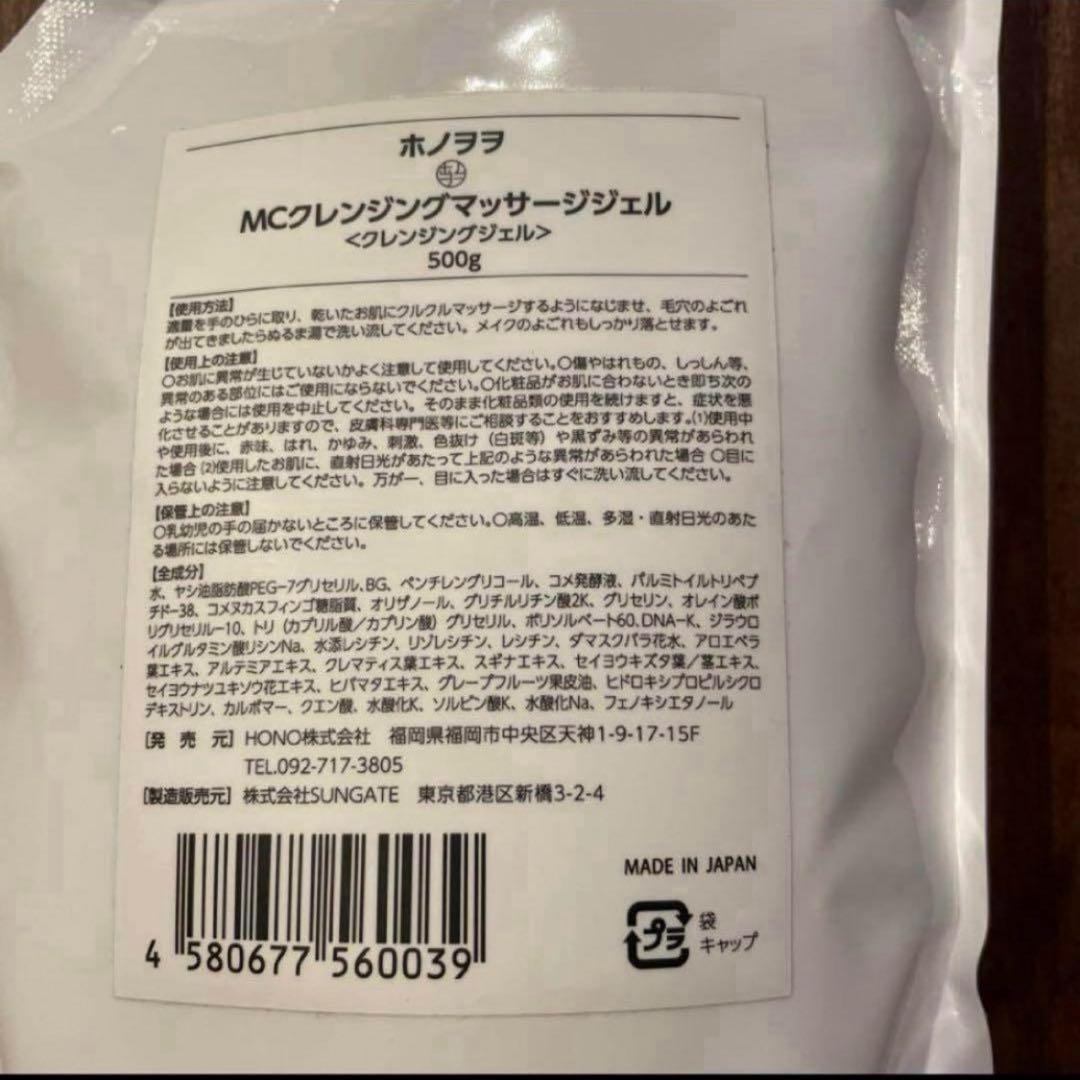 ホノヲヲ
MCクレンジングマッサージジェル
<クレンジングジェル>
500g
【使用方法】
適量を手のひらに取り、乾いたお肌にクルクルマッサージするようになじませ、毛穴のよごれ
が出てきましたらぬるま湯で洗い流してください。メイクのよごれもしっかり落とせます。
【使用上の注意】
○お肌に異常が生じていないかよく注意して使用してください。○傷やはれもの、しっしん等、
異常のある部位にはご使用にならないでください。○化粧品がお肌に合わないとき即ち次の
ような場合には使用を中止してください。そのまま化粧品類の使用を続けますと、症状を悪
化させることがありますので、皮膚科専門医等にご相談することをおすすめします。(1)使用中
や使用後に、赤味、はれ、かゆみ、刺激、色抜け（白斑等）や黒ずみ等の異常があらわれ
た場合 (2)使用したお肌に、直射日光があたって上記のような異常があらわれた場合 ○目に
入らないように注意してください。万が一、目に入った場合はすぐに洗い流してください。
【保管上の注意】
○乳幼児の手の届かないところに保管してください。○高温、低温、多湿・直射日光のあた
る場所には保管しないでください。
【全成分】
水、ヤシ油脂肪酸PEG-7グリセリル、BG、ペンチレングリコール、コメ発酵液、パルミトイルトリペプ
チド-38、コメヌカスフィンゴ糖脂質、オリザノール、グリチルリチン酸2K、グリセリン、オレイン酸ポ
リグリセリル-10、トリ（カプリル酸／カプリン酸）グリセリル、ポリソルベート60、DNA-K、ジラウロ
イルグルタミン酸リシンNa、水添レシチン、リゾレシチン、レシチン、ダマスクバラ花水、アロエベラ
葉エキス、アルテミアエキス、クレマティス葉エキス、スギナエキス、セイヨウキズタ葉／茎エキス、
セイヨウナツユキソウ花エキス、ヒバマタエキス、グレープフルーツ果皮油、ヒドロキシプロピルシクロ
デキストリン、カルボマー、クエン酸、水酸化K、ソルビン酸K、水酸化Na、フェノキシエタノール
［発 売 元］HONO株式会社 福岡県福岡市中央区天神1-9-17-15F
TEL.092-717-3805
［製造販売元］株式会社SUNGATE 東京都港区新橋3-2-4
MADE IN JAPAN
プラ
袋
キャップ
4 580677 560039